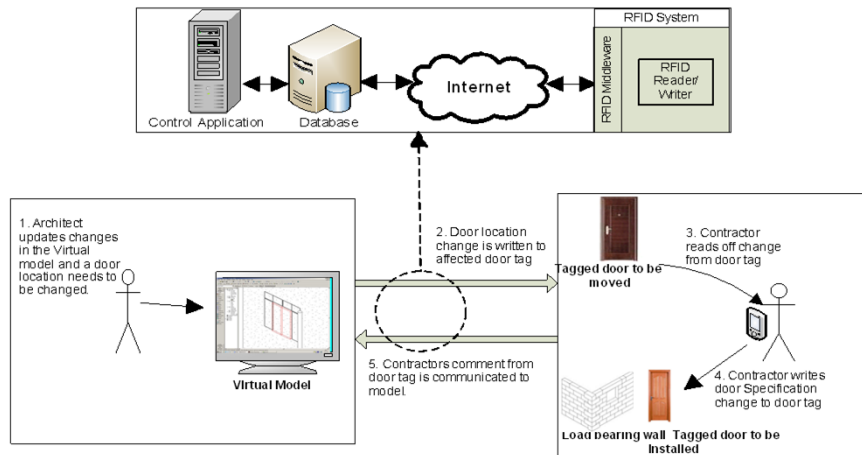 RFID System
RFID Middleware
RFID
Reader/
Writer
Internet
Control Application
Database
1. Architect
updates changes
in the Virtual
model and a door
location needs to
be changed.
Virtual Model
2. Door location
change is written to
affected door tag
5. Contractors comment from
door tag is communicated to
model.
Tagged door to be
moved
3. Contractor
reads off change
from door tag
4. Contractor writes
door Specification
change to door tag
Load bearing wall
Tagged door to be
Installed